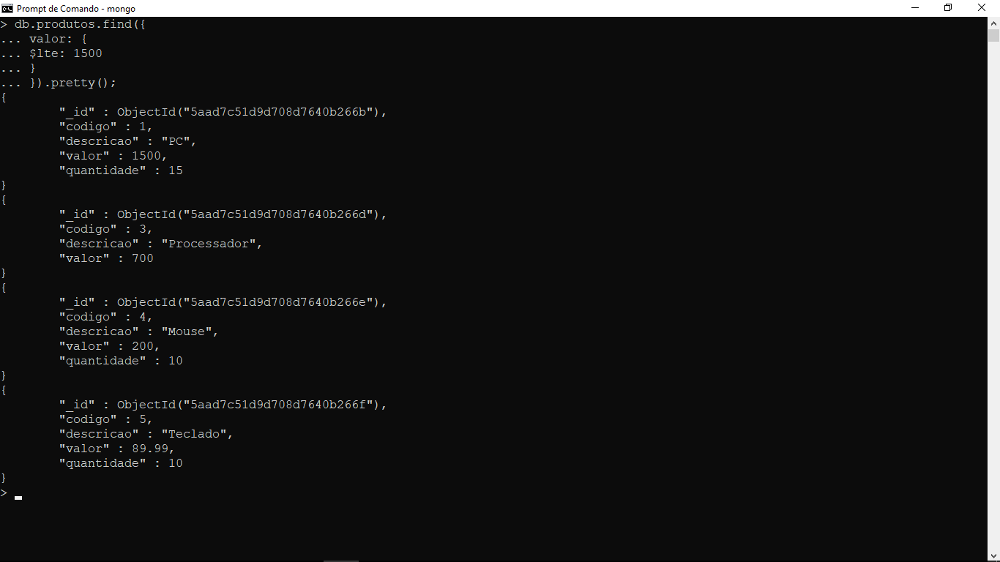 Prompt de Comando - mongo
> db.produtos.find({
... valor: {
... $lte: 1500
... }
... }).pretty();
{
"_id" : ObjectId("5aad7c51d9d708d7640b266b"),
"codigo" : 1,
"descricao" : "PC",
"valor" : 1500,
"quantidade" : 15
}
{
"_id" : ObjectId("5aad7c51d9d708d7640b266d"),
"codigo" : 3,
"descricao" : "Processador",
"valor" : 700
}
{
"_id" : ObjectId("5aad7c51d9d708d7640b266e"),
"codigo" : 4,
"descricao" : "Mouse",
"valor" : 200,
"quantidade" : 10
}
{
"_id" : ObjectId("5aad7c51d9d708d7640b266f"),
"codigo" : 5,
"descricao" : "Teclado",
"valor" : 89.99,
"quantidade" : 10
}
>